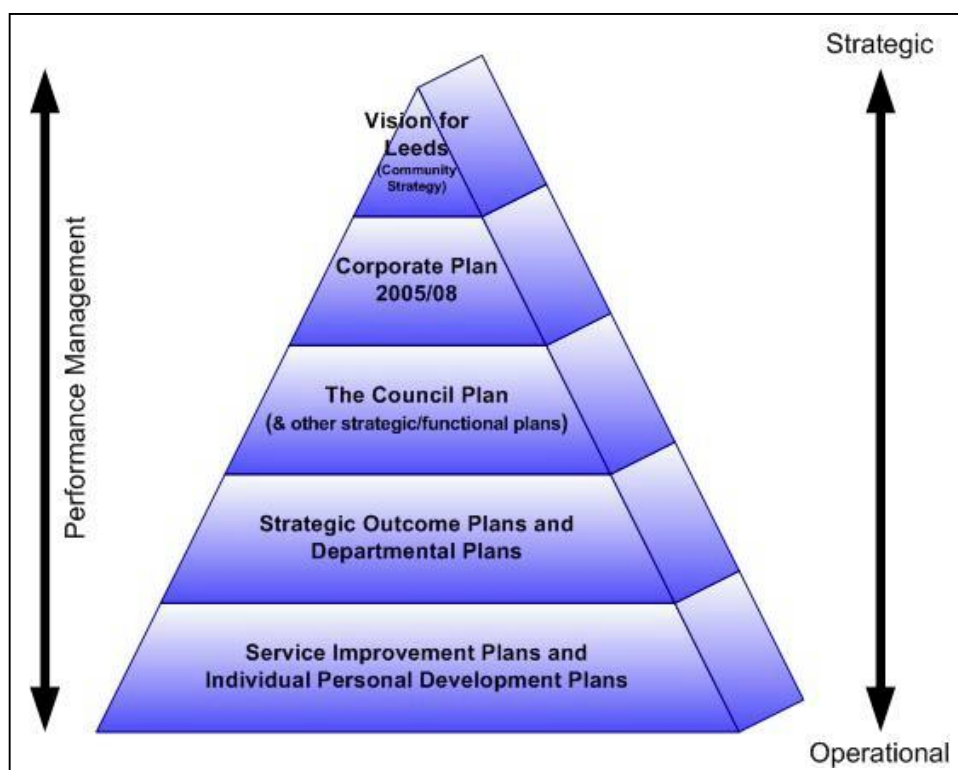 Strategic
Vision for
Leeds
(Community
Strategy)
Corporate Plan
2005/08
Performance Management
The Council Plan
(& other strategic/functional plans)
Strategic Outcome Plans and
Departmental Plans
Service Improvement Plans and
Individual Personal Development Plans
Operational